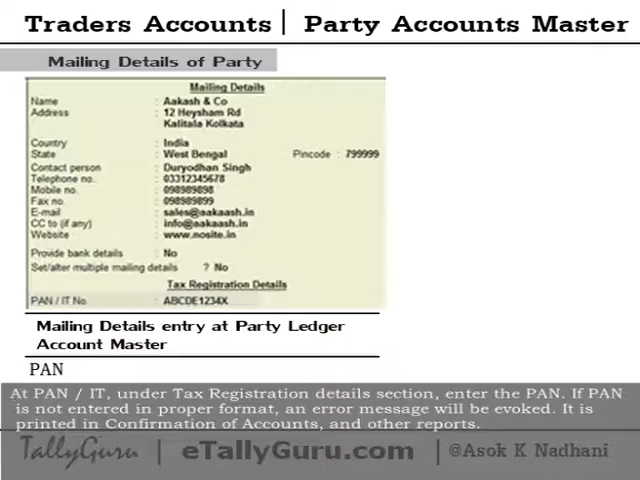 Traders Accounts| Party Accounts Master
Mailing Details of Party
Mailing Details
Name : Aakash & Co
Address : 12 Heysham Rd
Kalitala Kolkata
Country : India
State : West Bengal Pincode : 799999
Contact person : Duryodhan Singh
Telephone no. : 03312345678
Mobile no. : 098989898
Fax no. : 098989899
E-mail : sales@aakaash.in
CC to (if any) : info@aakaash.in
Website : www.nosite.in
Provide bank details : No
Set/alter multiple mailing details ? No
Tax Registration Details
PAN / IT No. : ABCDE1234X
Mailing Details entry at Party Ledger
Account Master
PAN
At PAN / IT, under Tax Registration details section, enter the PAN. If PAN
is not entered in proper format, an error message will be evoked. It is
printed in Confirmation of Accounts, and other reports.
TallyGuru | eTallyGuru.com | @Asok K Nadhani